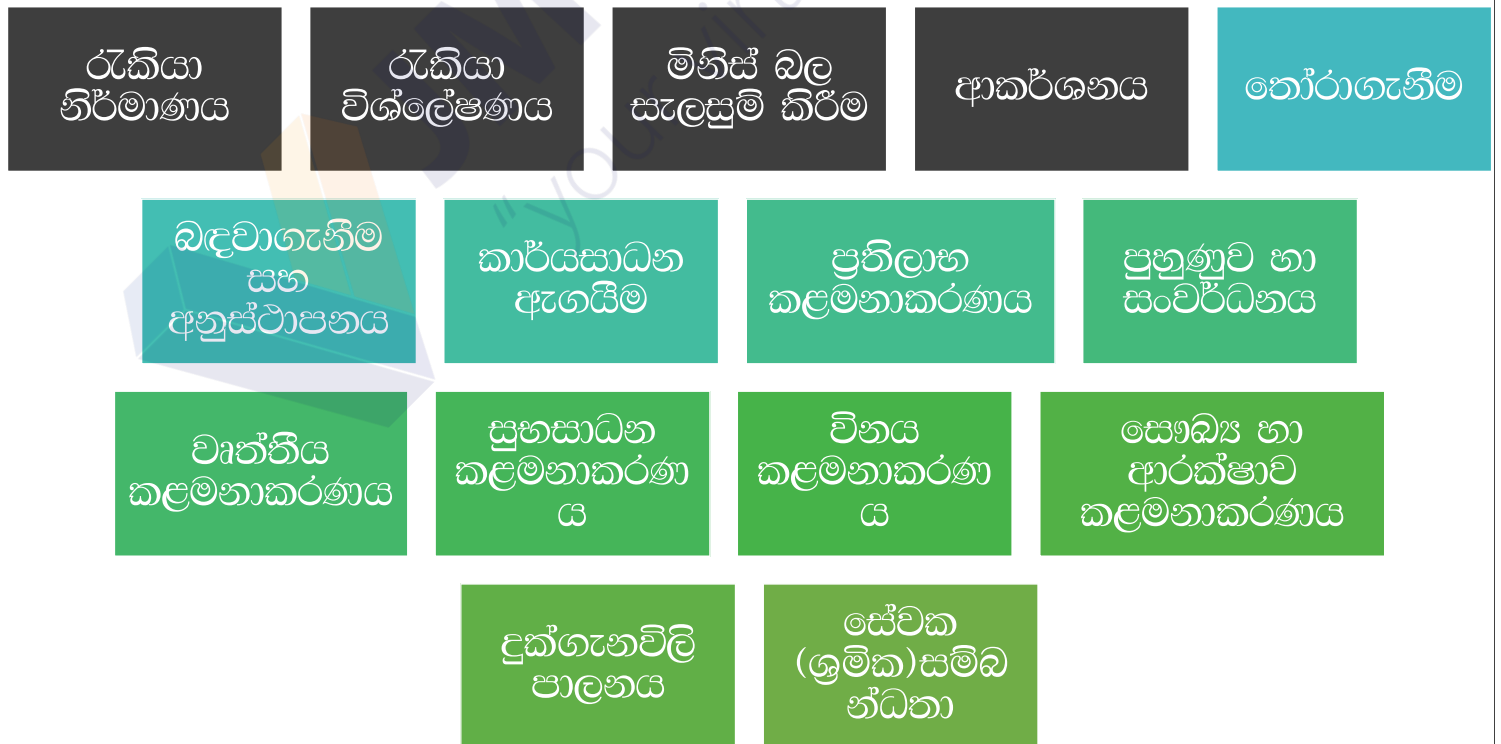 රැකියා
නිර්මාණය
රැකියා
විශ්ලේෂණය
මිනිස් බල
සැලසුම් කිරීම
ආකර්ශනය
තෝරාගැනීම
බඳවාගැනීම
සහ
අනුස්ථාපනය
කාර්යසාධන
ඇගයීම
ප්‍රතිලාභ
කළමනාකරණය
පුහුණුව හා
සංවර්ධනය
වෘත්තීය
කළමනාකරණය
සුභසාධන
කළමනාකරණ
ය
විනය
කළමනාකරණ
ය
සෞඛ්‍ය හා
ආරක්ෂාව
කළමනාකරණය
දුක්ගැනවිලි
පාලනය
සේවක
(ශ්‍රමික)සම්බ
න්ධතා
"your